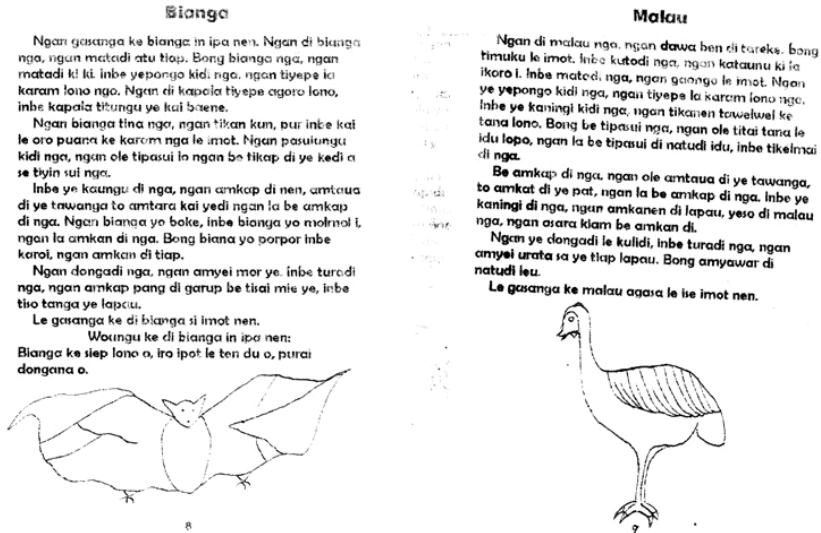 Bianga
Ngan gasanga ke bianga in ipa nen. Ngan di bianga
nga, ngan matadi atu tiap. Bong bianga nga, ngan
matadi ki ki, inbe yepongo kidi nga, ngan tiyepe la
karam lono ngo. Ngan di kapala tiyepe agoro lono,
inbe kapala titungu ye kai baene.
Ngan bianga tina nga, ngan tikan kun, pur inbe kai
le oro puana ke karam nga le imot. Ngan pasuiungu
kidi nga, ngan ole tipasui la ngan be tikap di ye kedi a
se tiyin sui nga.
Inbe ye kaungu di nga, ngan amkap di nen, amtaua
di ye tawanga to amtara kai yedi ngan la be amkap
di nga. Ngan bianga yo boke, inbe bianga yo molmol i,
ngan la amkan di nga. Bong biana yo porpor inbe
karoi, ngan amkan di tiap.
Ngan dongadi nga, ngan amyei mor ye, inbe turadi
nga, ngan amkap pang di garup be tisai mie ye, inbe
tiso tanga ye lapau.
Le gasanga ke di bianga si imot nen.
Woungu ke di bianga in ipa nen:
Bianga ke siep lono o, iro ipot le ten du o, purai
dongana o.
8
Malau
Ngan di malau nga, ngan dawa ben di tareke, bong
timuku le imot. Inbe kutodi nga, ngan kataunu ki la
ikoro i. Inbe matedi nga, ngan gaongo le imot. Ngan
ye yepongo kidi nga, ngan tiyepe la karam lono nga.
Inbe ye kaningi kidi nga, ngan tikanen tawelwel ke
tana lono. Bong be tipasui nga, ngan ole titai tana le
idu lopo, ngan la be tipasui di natudi idu, inbe tikelmai
di nga.
Be amkap di nga, ngan ole amtaua di ye tawanga,
to amkat di ye pat, ngan la be amkap di nga. Inbe ye
kaningi di nga, ngan amkanen di lapau, yeso di malau
nga, ngan asara kiam be amkan di.
Ngan ye dongadi le kulidi, inbe turadi nga, ngan
amyei urata sa ye tiap lapau. Bong amyawar di
natudi leu.
Le gasanga ke malau agasa le ise imot nen.
9